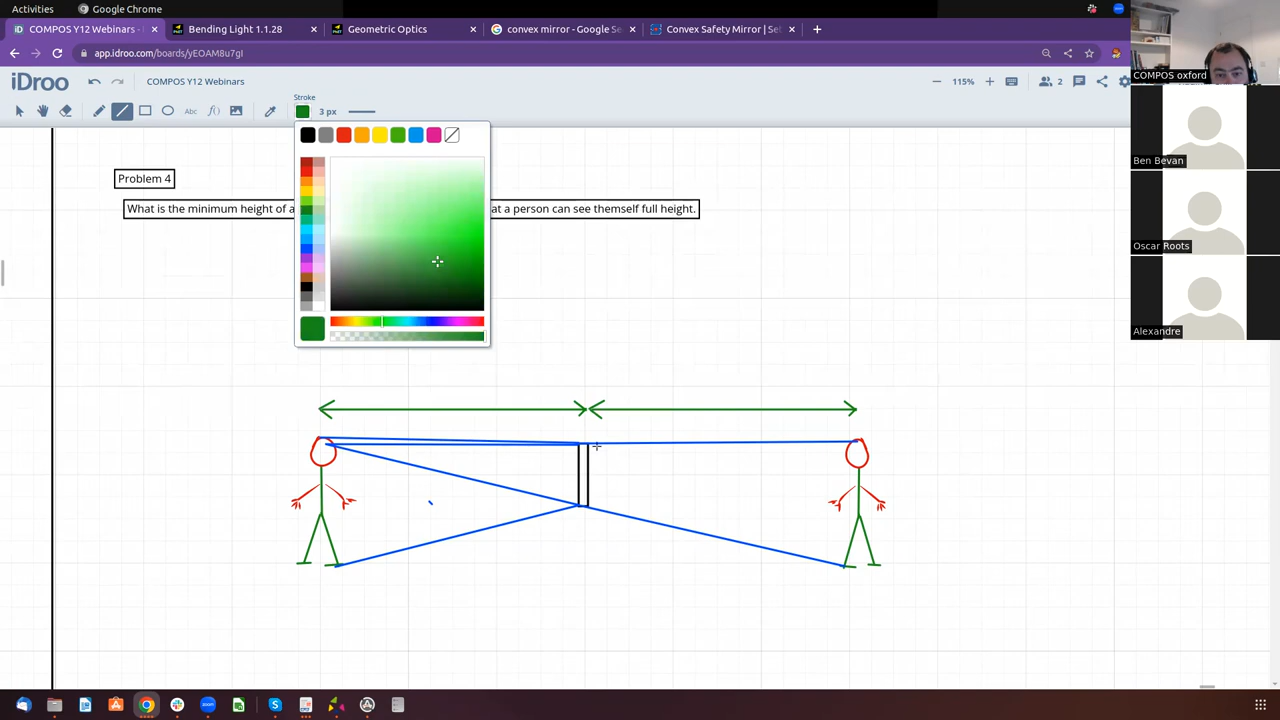 Activities
Google Chrome
COMPOS Y12 Webinars -
Bending Light 1.1.28
Geometric Optics
convex mirror - Google Se
Convex Safety Mirror | Se
app.idroo.com/boards/yEOAM8u7gI
iDroo
COMPOS Y12 Webinars
115%
2
Abc
f()
Stroke
3 px
Problem 4
What is the minimum height of a
at a person can see themself full height.
COMPOS oxford
Ben Bevan
Oscar Roots
Alexandre